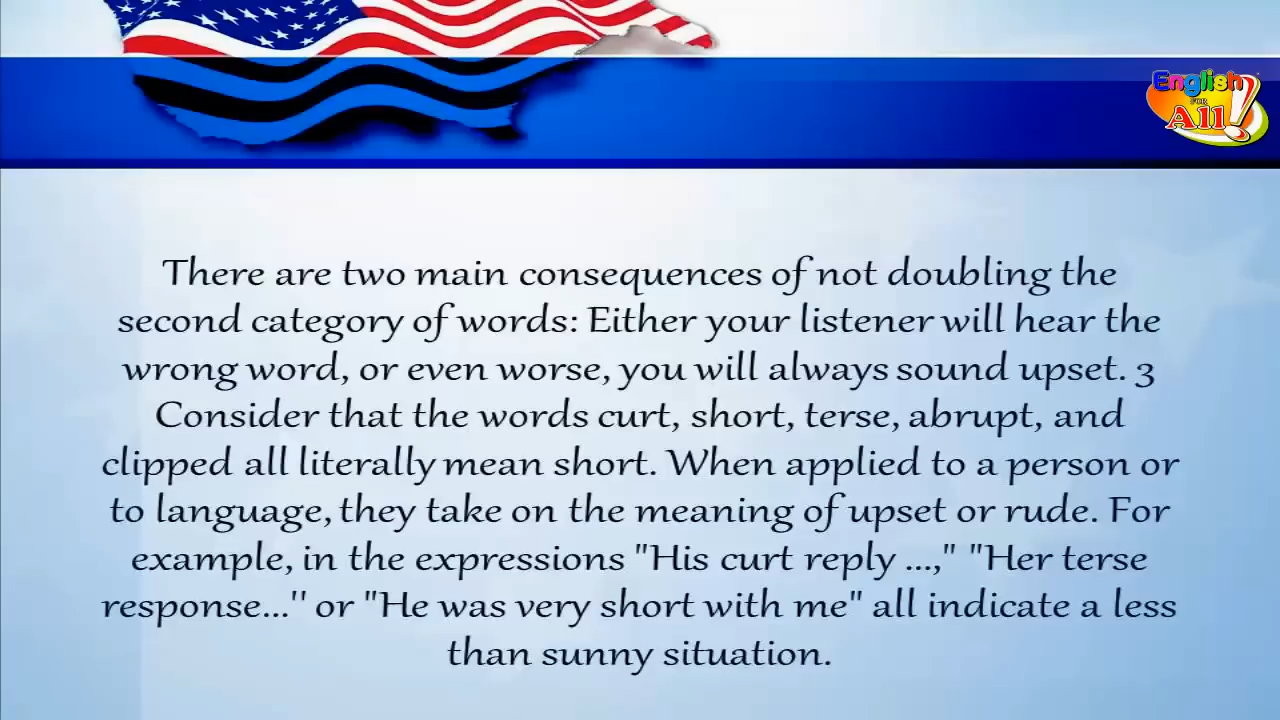 English
FOR
All!
There are two main consequences of not doubling the
second category of words: Either your listener will hear the
wrong word, or even worse, you will always sound upset. 3
Consider that the words curt, short, terse, abrupt, and
clipped all literally mean short. When applied to a person or
to language, they take on the meaning of upset or rude. For
example, in the expressions "His curt reply ...," "Her terse
response...'' or "He was very short with me" all indicate a less
than sunny situation.